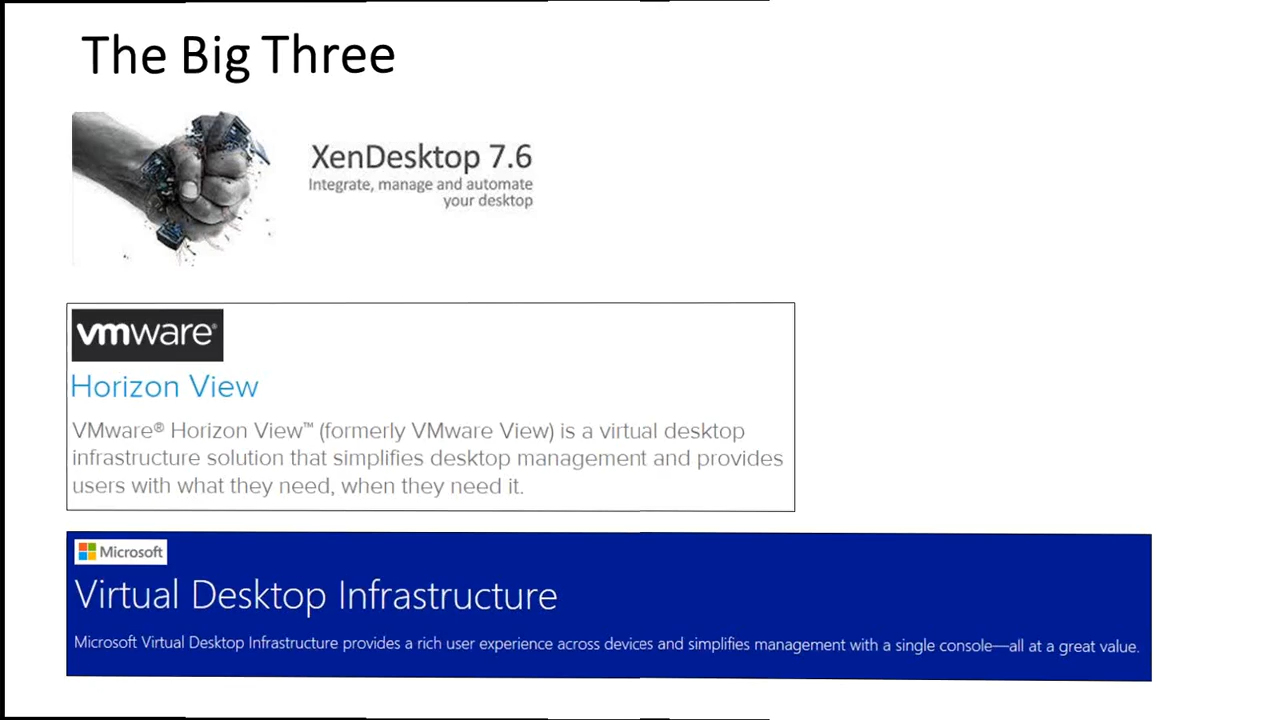 The Big Three
XenDesktop 7.6
Integrate, manage and automate
your desktop
vmware®
Horizon View
VMware® Horizon View™ (formerly VMware View) is a virtual desktop
infrastructure solution that simplifies desktop management and provides
users with what they need, when they need it.
Microsoft
Virtual Desktop Infrastructure
Microsoft Virtual Desktop Infrastructure provides a rich user experience across devices and simplifies management with a single console—all at a great value.